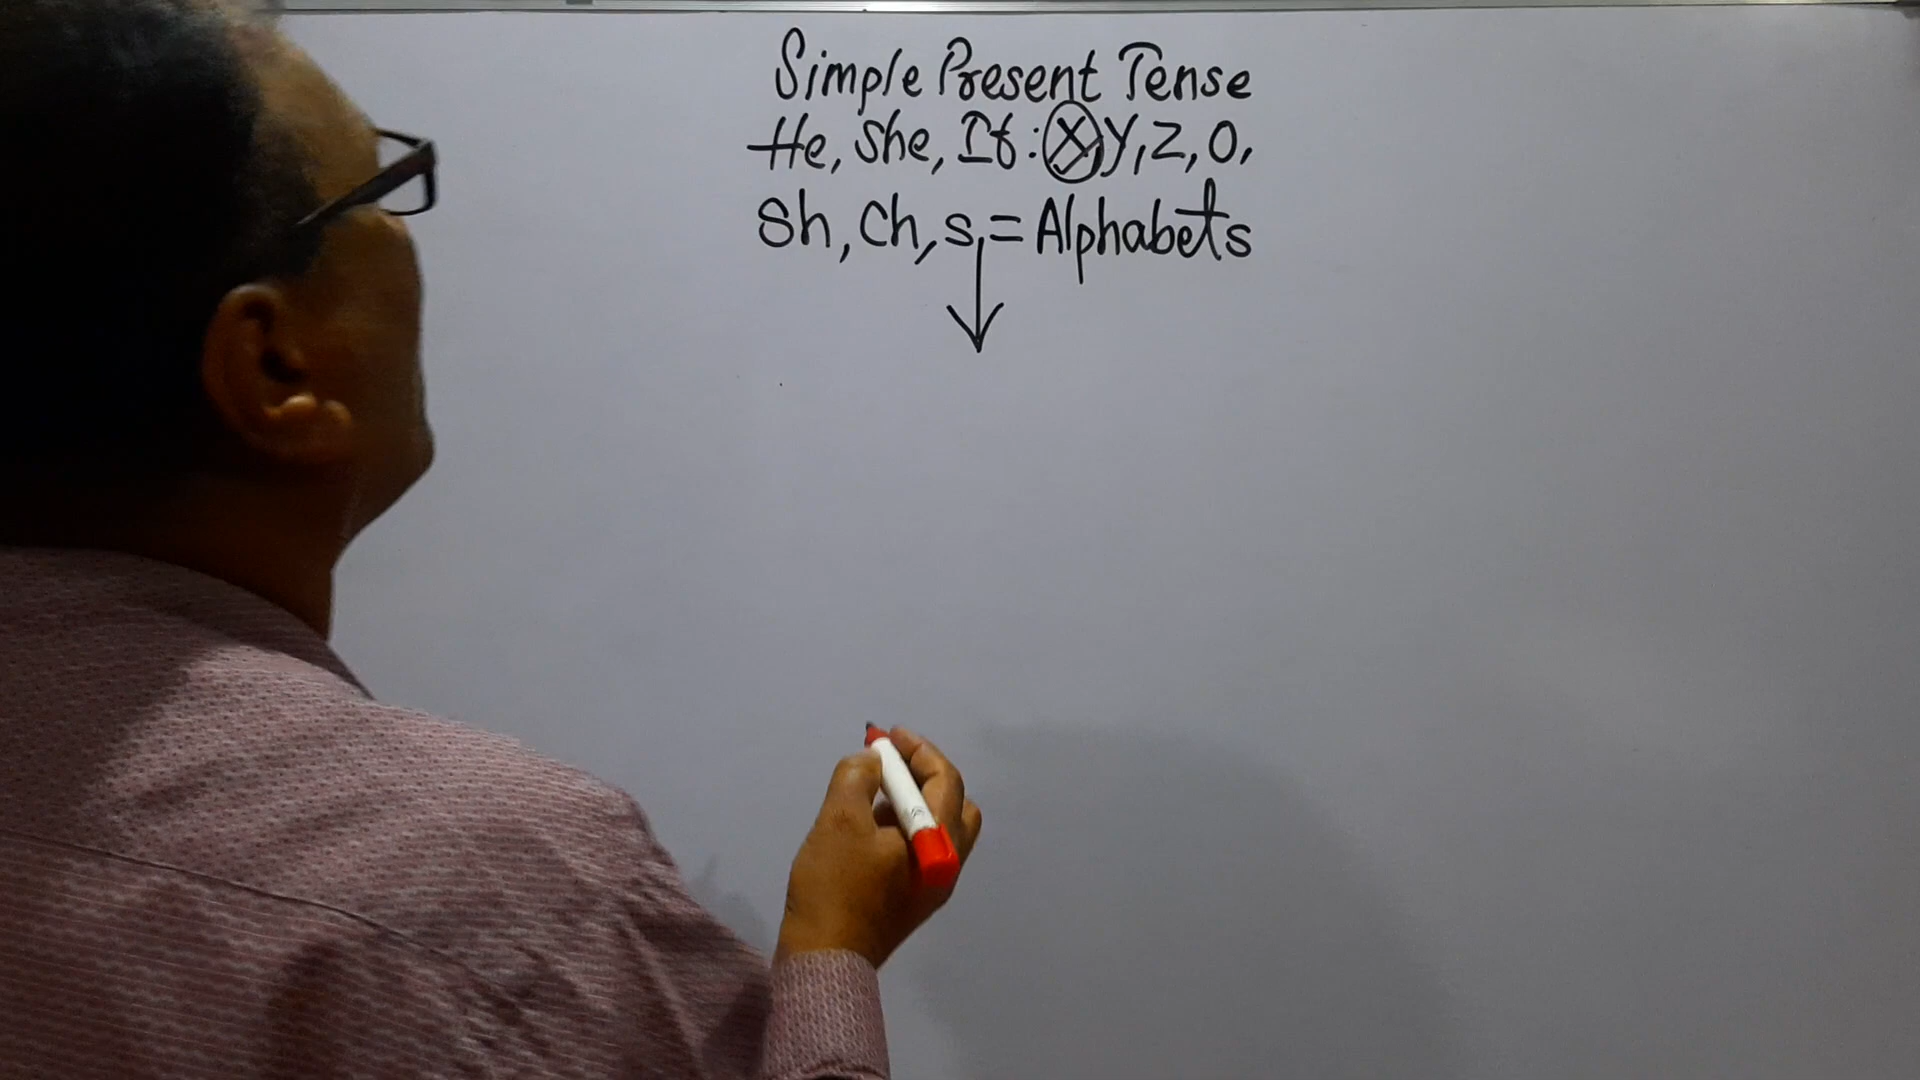 Simple Present Tense
He, She, It : X, Y, Z, O,
Sh, Ch, s, = Alphabets